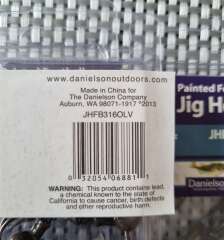 www.danielsonoutdoors.com
Made in China for
The Danielson Company
Auburn, WA 98071-1917 ©2013
JHFB316OLV
0 32054 06881 1
WARNING: This product contains lead,
a chemical known to the state of
California to cause cancer, birth defects
and other reproductive harm.
Painted
Jig
JH
Danielson